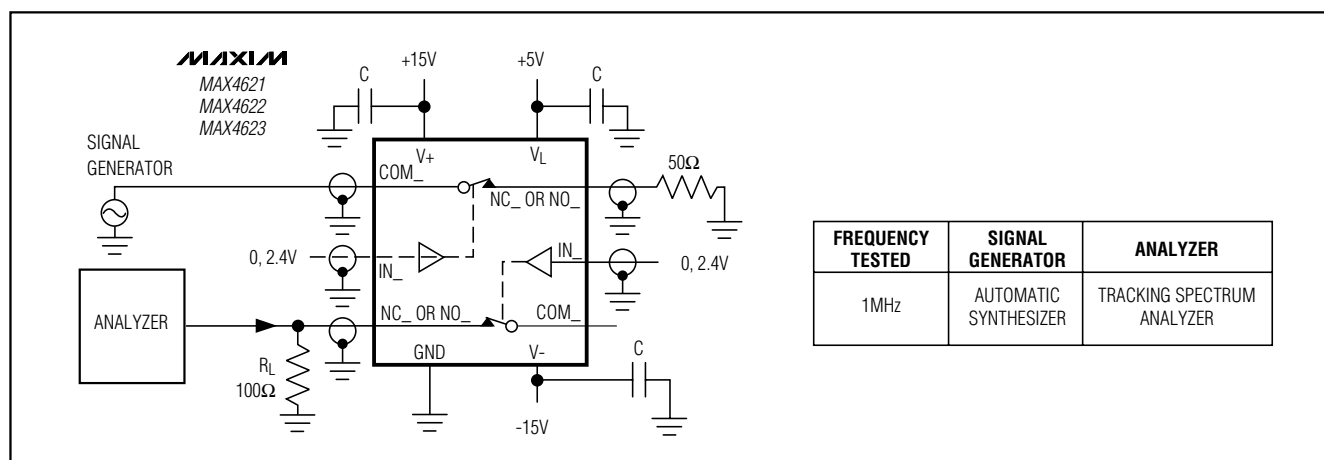 MAXIM
MAX4621
MAX4622
MAX4623
+15V
+5V
C
C
SIGNAL
GENERATOR
V+
VL
50Ω
COM_
NC_ OR NO_
0, 2.4V
IN_
IN_
0, 2.4V
ANALYZER
NC_ OR NO_
COM_
RL
100Ω
GND
V-
C
-15V
FREQUENCY
TESTED
SIGNAL
GENERATOR
ANALYZER
1MHz
AUTOMATIC
SYNTHESIZER
TRACKING SPECTRUM
ANALYZER